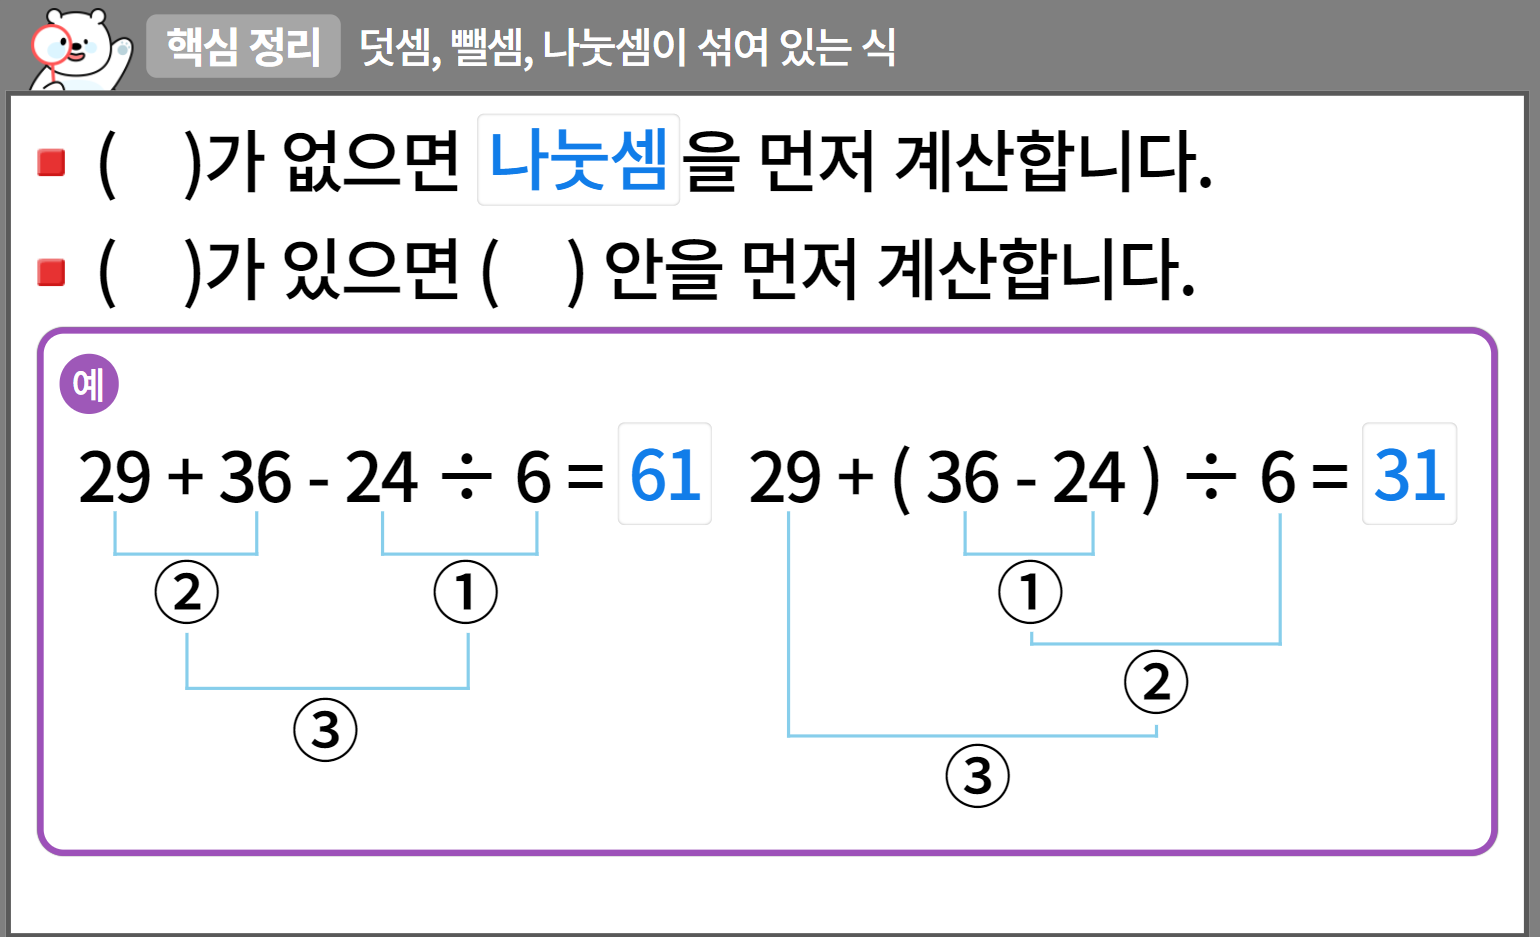 핵심 정리 덧셈, 뺄셈, 나눗셈이 섞여 있는 식
( )가 없으면 나눗셈을 먼저 계산합니다.
( )가 있으면 ( ) 안을 먼저 계산합니다.
예
29 + 36 - 24 ÷ 6 = 61
②
①
③
29 + ( 36 - 24 ) ÷ 6 = 31
①
②
③